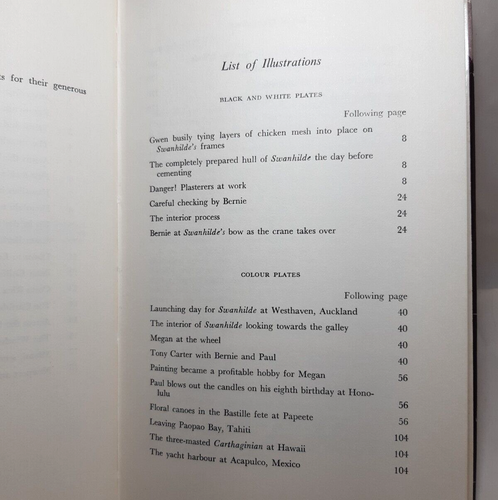 ts for their generous
List of Illustrations
BLACK AND WHITE PLATES
Following page
Gwen busily tying layers of chicken mesh into place on
Swanhilde's frames 8
The completely prepared hull of Swanhilde the day before
cementing 8
Danger! Plasterers at work 8
Careful checking by Bernie 24
The interior process 24
Bernie at Swanhilde's bow as the crane takes over 24
COLOUR PLATES
Following page
Launching day for Swanhilde at Westhaven, Auckland 40
The interior of Swanhilde looking towards the galley 40
Megan at the wheel 40
Tony Carter with Bernie and Paul 40
Painting became a profitable hobby for Megan 56
Paul blows out the candles on his eighth birthday at Hono-
lulu 56
Floral canoes in the Bastille fete at Papeete 56
Leaving Paopao Bay, Tahiti 104
The three-masted Carthaginian at Hawaii 104
The yacht harbour at Acapulco, Mexico 104